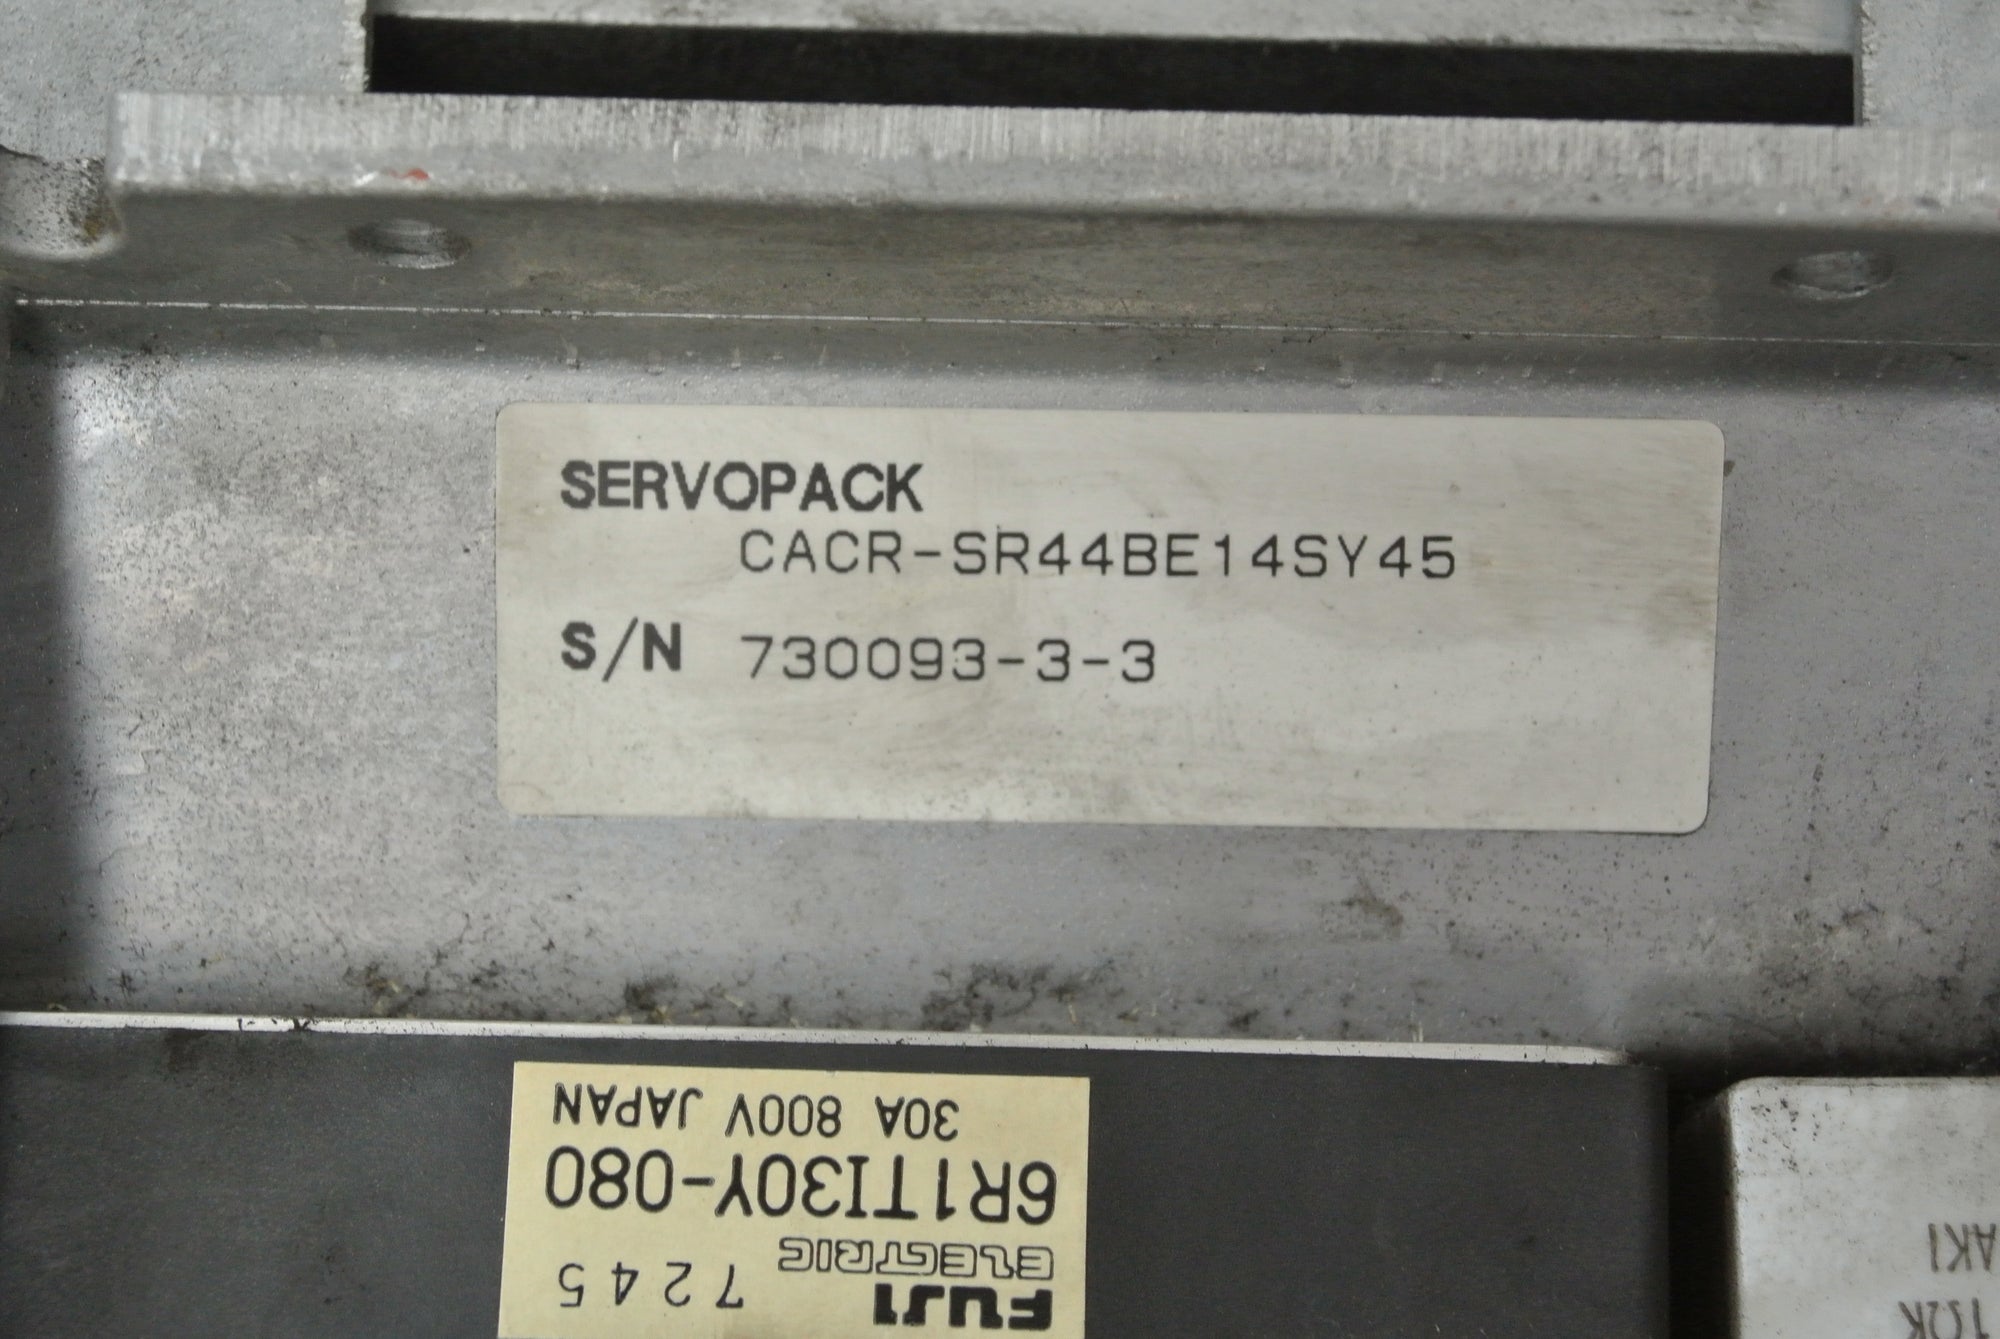 SERVOPACK
CACR-SR44BE14SY45
S/N 730093-3-3
FUJI
ELECTRIC 7245
6R1TI30Y-080
30A 800V JAPAN